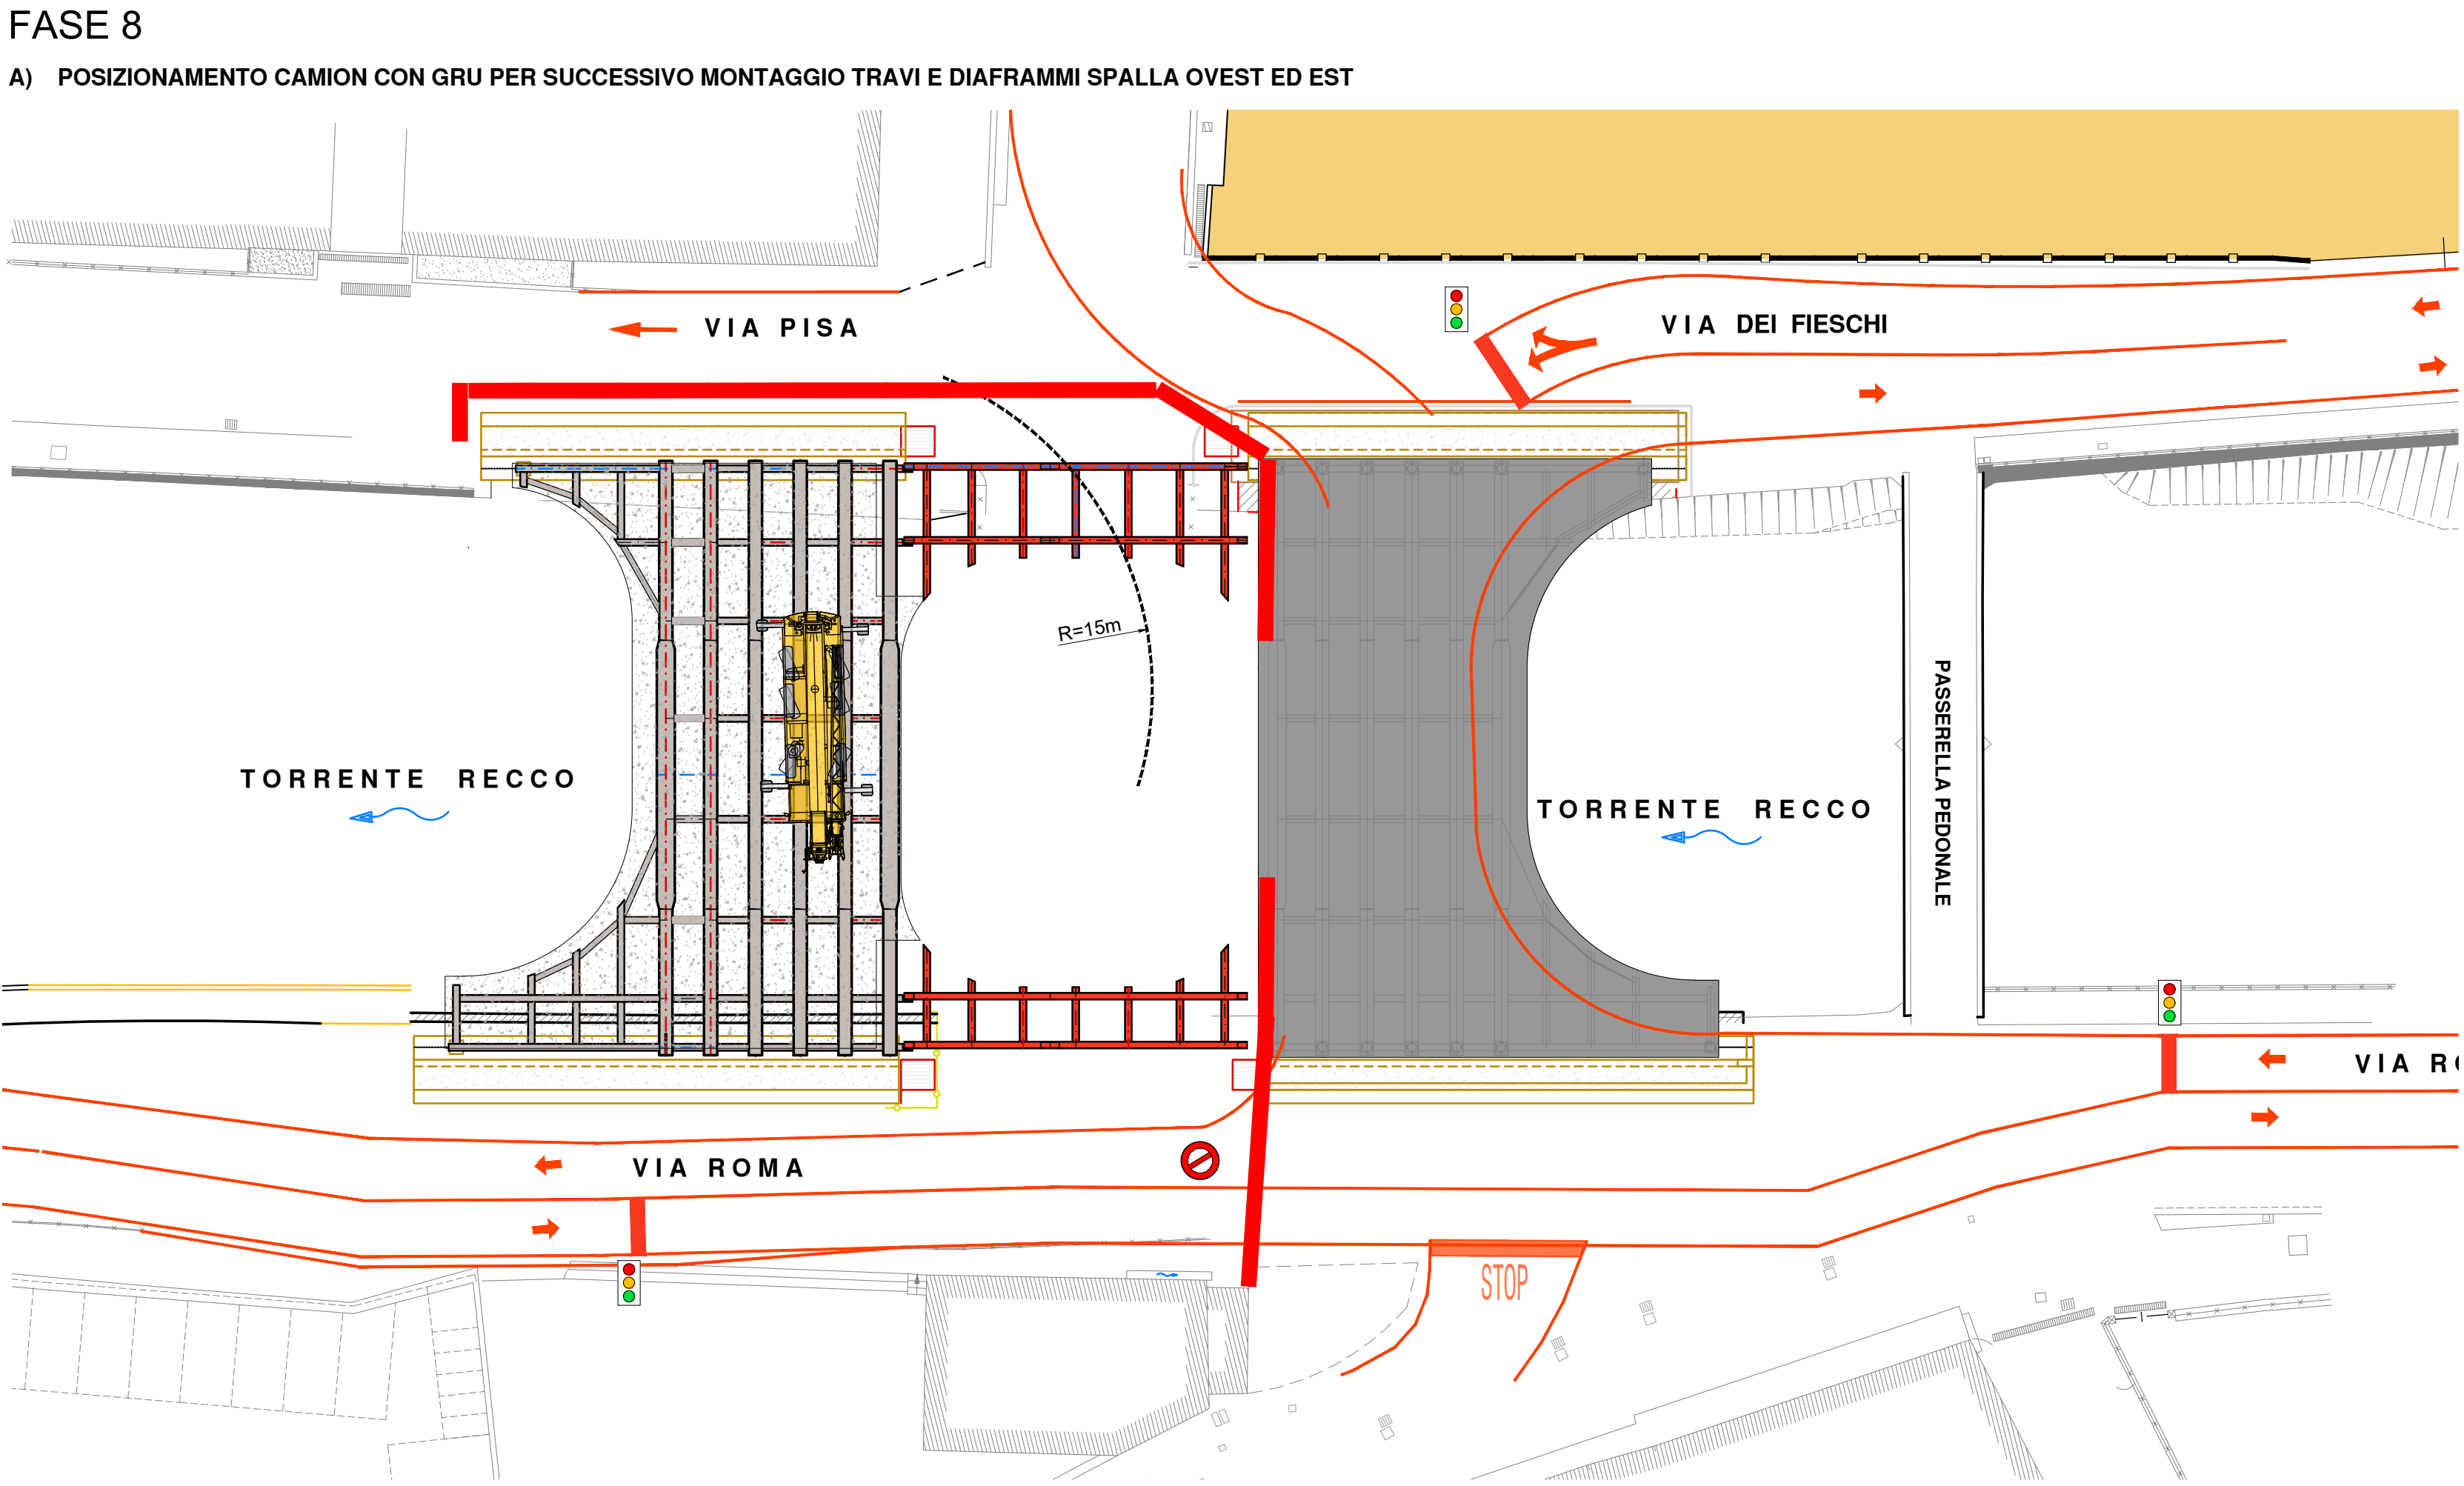 FASE 8
A) POSIZIONAMENTO CAMION CON GRU PER SUCCESSIVO MONTAGGIO TRAVI E DIAFRAMMI SPALLA OVEST ED EST
VIA PISA
VIA DEI FIESCHI
R=15m
PASSERELLA PEDONALE
TORRENTE RECCO
TORRENTE RECCO
VIA R
VIA ROMA
STOP